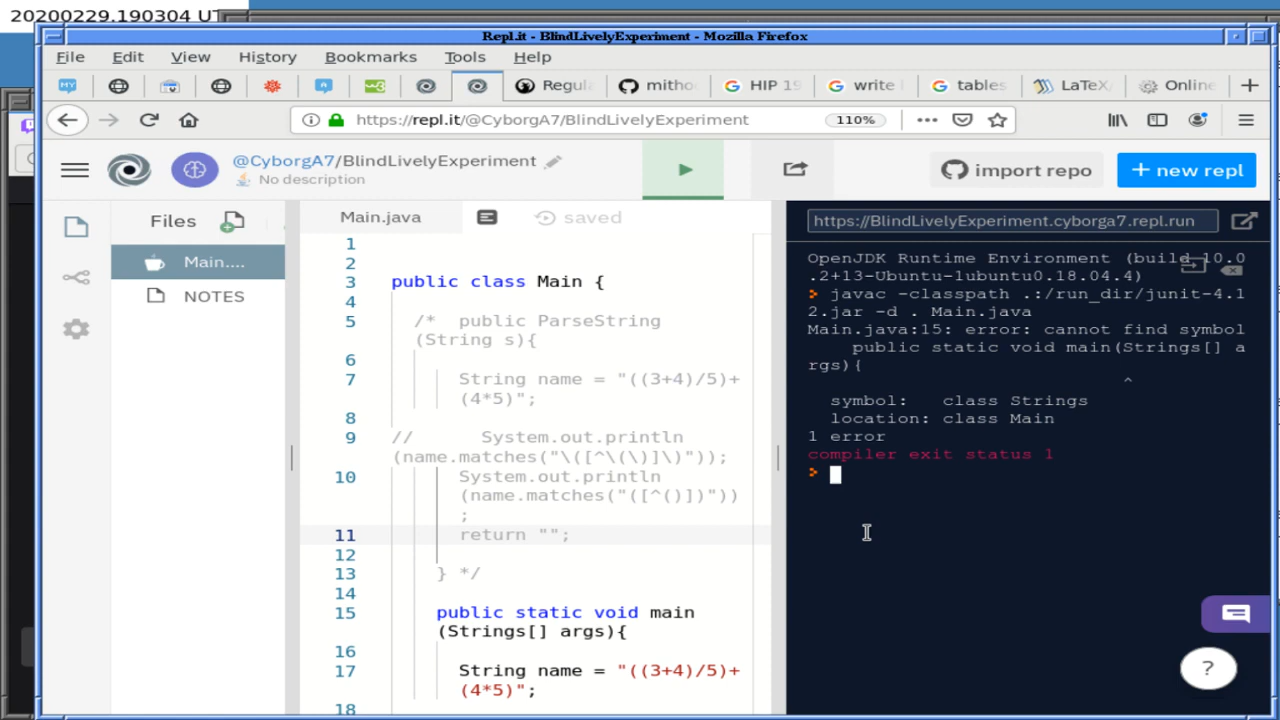 20200229.190304 UT
Repl.it - BlindLivelyExperiment - Mozilla Firefox
File Edit View History Bookmarks Tools Help
Regul mitho HIP 19 write tables LaTeX/ Online
https://repl.it/@CyborgA7/BlindLivelyExperiment 110%
@CyborgA7/BlindLivelyExperiment
No description
import repo
+ new repl
Files
Main....
NOTES
Main.java saved
1
2
3 public class Main {
4
5 /* public ParseString
(String s){
6
7 String name = "((3+4)/5)+
(4*5)";
8
9 // System.out.println
(name.matches("\([^\(\)]\)"));
10 System.out.println
(name.matches("([^()])"))
;
11 return "";
12
13 } */
14
15 public static void main
(Strings[] args){
16
17 String name = "((3+4)/5)+
(4*5)";
18
https://BlindLivelyExperiment.cyborga7.repl.run
OpenJDK Runtime Environment (build 10.0
.2+13-Ubuntu-1ubuntu0.18.04.4)
> javac -classpath .:/run_dir/junit-4.1
2.jar -d . Main.java
Main.java:15: error: cannot find symbol
public static void main(Strings[] a
rgs){
^
symbol: class Strings
location: class Main
1 error
compiler exit status 1
>
?